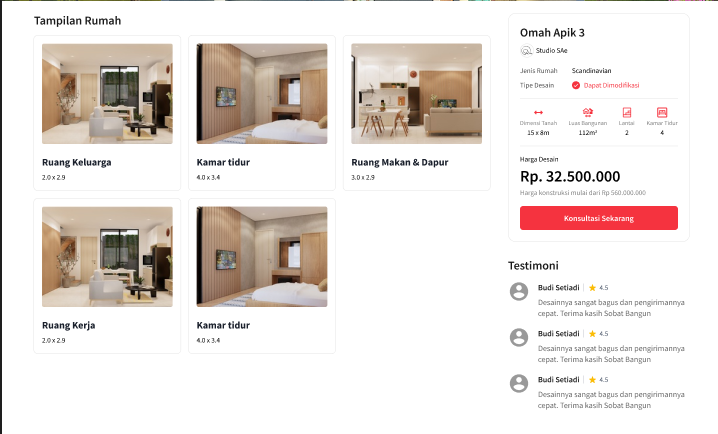 Tampilan Rumah
Ruang Keluarga
2.0 x 2.9
Kamar tidur
4.0 x 3.4
Ruang Makan & Dapur
3.0 x 2.9
Ruang Kerja
2.0 x 2.9
Kamar tidur
4.0 x 3.4
Omah Apik 3
Studio SAe
Jenis Rumah Scandinavian
Tipe Desain Dapat Dimodifikasi
Dimensi Tanah Luas Bangunan Lantai Kamar Tidur
15 x 8m 112m² 2 4
Harga Desain
Rp. 32.500.000
Harga konstruksi mulai dari Rp 560.000.000
Konsultasi Sekarang
Testimoni
Budi Setiadi 4.5
Desainnya sangat bagus dan pengirimannya
cepat. Terima kasih Sobat Bangun
Budi Setiadi 4.5
Desainnya sangat bagus dan pengirimannya
cepat. Terima kasih Sobat Bangun
Budi Setiadi 4.5
Desainnya sangat bagus dan pengirimannya
cepat. Terima kasih Sobat Bangun